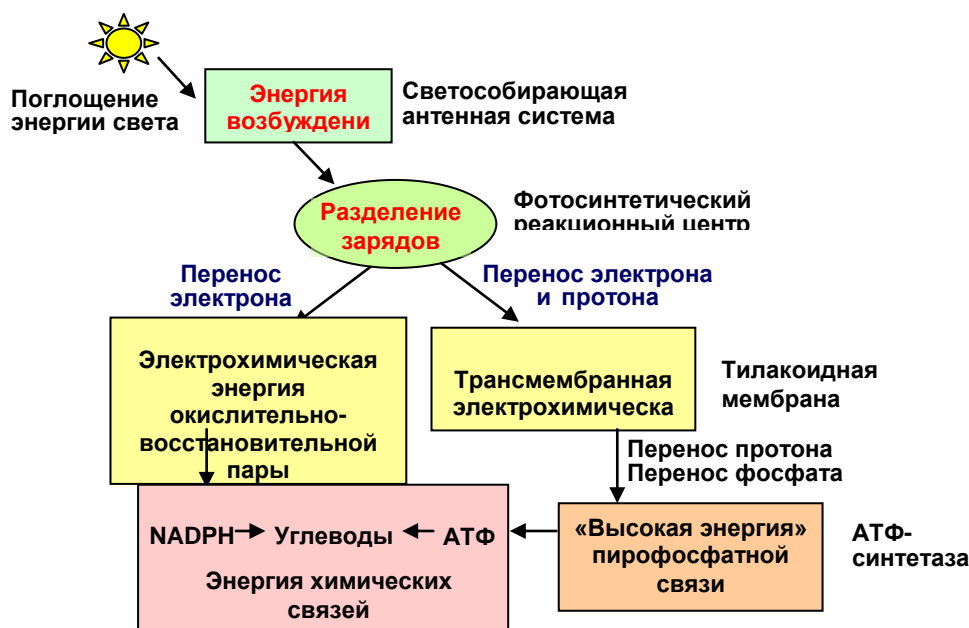 Поглощение
энергии света
Энергия
возбуждени
Светособирающая
антенная система
Разделение
зарядов
Фотосинтетический
реакционный центр
Перенос
электрона
Перенос электрона
и протона
Электрохимическая
энергия
окислительно-
восстановительной
пары
Трансмембранная
электрохимическа
Тилакоидная
мембрана
Перенос протона
Перенос фосфата
NADPH Углеводы АТФ
Энергия химических
связей
«Высокая энергия»
пирофосфатной
связи
АТФ-
синтетаза